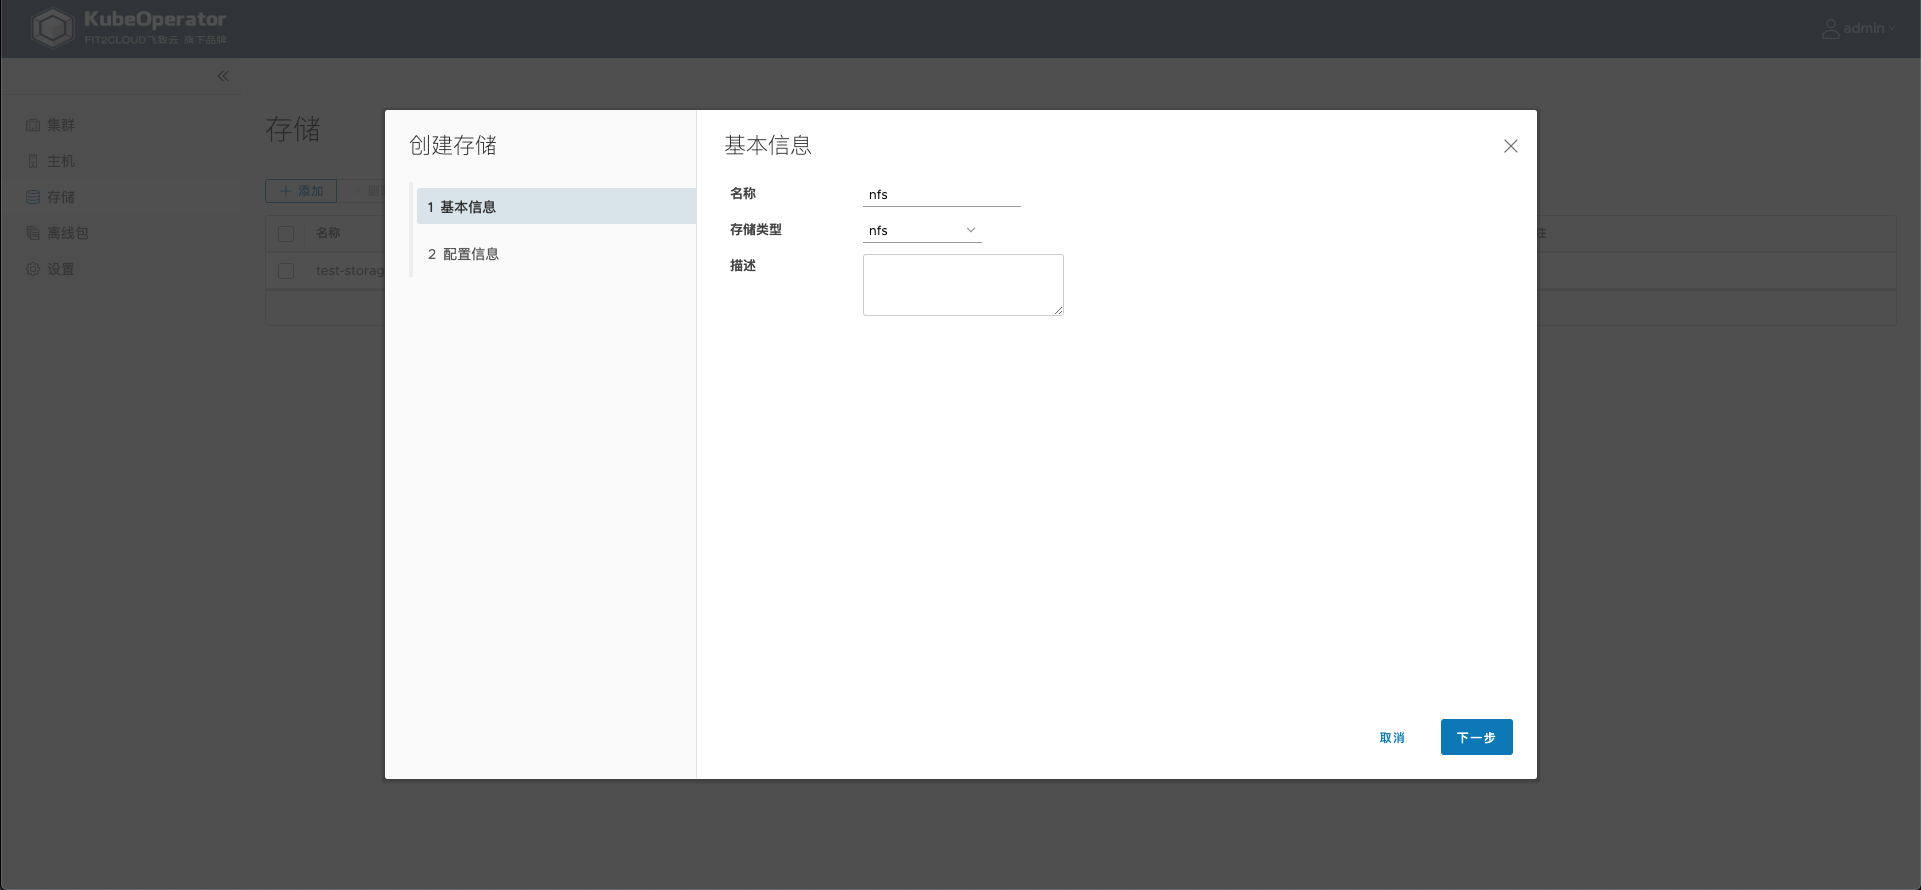 KubeOperator
FIT2CLOUD飞致云 旗下品牌
admin
集群
主机
存储
离线包
设置
存储
添加
名称
test-storag
创建存储
1 基本信息
2 配置信息
基本信息
名称
nfs
存储类型
nfs
描述
取消
下一步